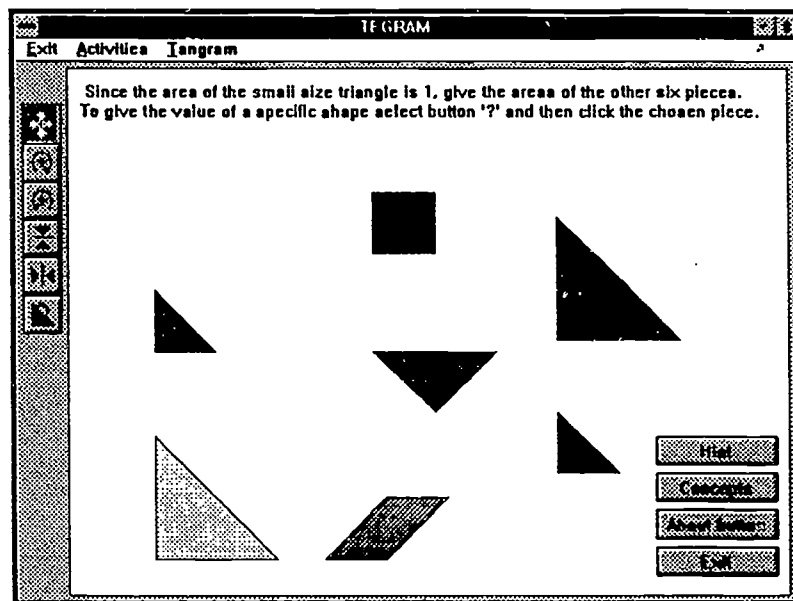 TEGRAM
Exit Activities Tangram
Since the area of the small size triangle is 1, give the areas of the other six pieces.
To give the value of a specific shape select button '?' and then click the chosen piece.
Hint
Concepts
About button
Exit